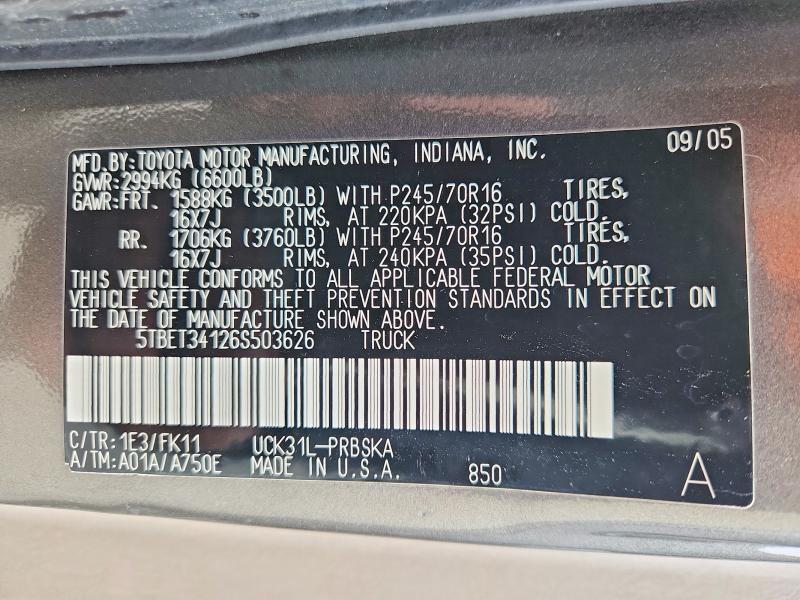 MFD.BY:TOYOTA MOTOR MANUFACTURING, INDIANA, INC. 09/05
GVWR:2994KG (6600LB)
GAWR:FRT. 1588KG (3500LB) WITH P245/70R16 TIRES,
16X7J RIMS, AT 220KPA (32PSI) COLD.
RR. 1706KG (3760LB) WITH P245/70R16 TIRES,
16X7J RIMS, AT 240KPA (35PSI) COLD.
THIS VEHICLE CONFORMS TO ALL APPLICABLE FEDERAL MOTOR
VEHICLE SAFETY AND THEFT PREVENTION STANDARDS IN EFFECT ON
THE DATE OF MANUFACTURE SHOWN ABOVE.
5TBET34126S503626 TRUCK
C/TR:1E3/FK11 UCK31L-PRBSKA
A/TM:A01A/A750E MADE IN U.S.A. 850 A